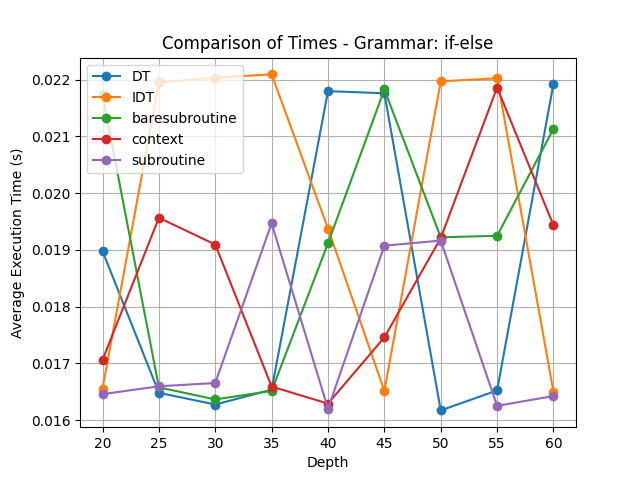 Comparison of Times - Grammar: if-else
DT
IDT
baresubroutine
context
subroutine
Average Execution Time (s)
0.022
0.021
0.020
0.019
0.018
0.017
0.016
20 25 30 35 40 45 50 55 60
Depth